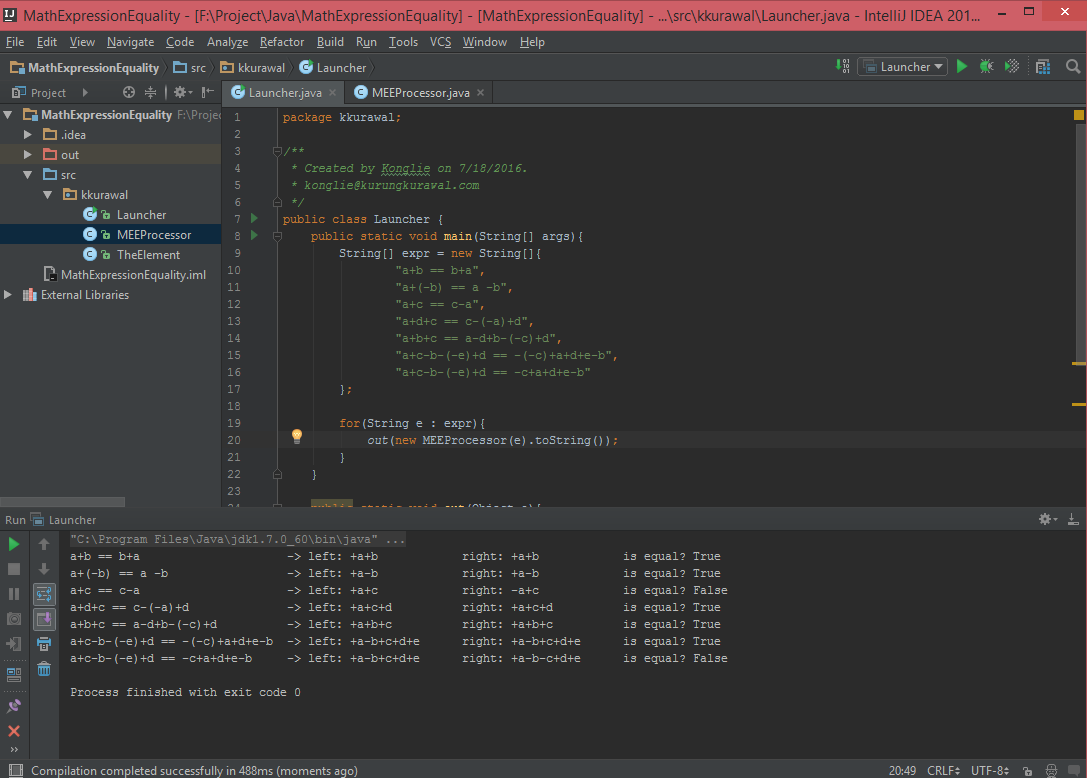 MathExpressionEquality - [F:\Project\Java\MathExpressionEquality] - [MathExpressionEquality] - ...\src\kkurawal\Launcher.java - IntelliJ IDEA 201...
File Edit View Navigate Code Analyze Refactor Build Run Tools VCS Window Help
MathExpressionEquality src kkurawal Launcher
Launcher
Project
Launcher.java
MEEProcessor.java
MathExpressionEquality F:\Projec
.idea
out
src
kkurawal
Launcher
MEEProcessor
TheElement
MathExpressionEquality.iml
External Libraries
1 package kkurawal;
2
3 /**
4 * Created by Konglie on 7/18/2016.
5 * konglie@kurungkurawal.com
6 */
7 public class Launcher {
8 public static void main(String[] args){
9 String[] expr = new String[]{
10 "a+b == b+a",
11 "a+(-b) == a -b",
12 "a+c == c-a",
13 "a+d+c == c-(-a)+d",
14 "a+b+c == a-d+b-(-c)+d",
15 "a+c-b-(-e)+d == -(-c)+a+d+e-b",
16 "a+c-b-(-e)+d == -c+a+d+e-b"
17 };
18
19 for(String e : expr){
20 out(new MEEProcessor(e).toString());
21 }
22 }
23
24 public static void out(Object o){
Run Launcher
"C:\Program Files\Java\jdk1.7.0_60\bin\java" ...
a+b == b+a -> left: +a+b right: +a+b is equal? True
a+(-b) == a -b -> left: +a-b right: +a-b is equal? True
a+c == c-a -> left: +a+c right: -a+c is equal? False
a+d+c == c-(-a)+d -> left: +a+c+d right: +a+c+d is equal? True
a+b+c == a-d+b-(-c)+d -> left: +a+b+c right: +a+b+c is equal? True
a+c-b-(-e)+d == -(-c)+a+d+e-b -> left: +a-b+c+d+e right: +a-b+c+d+e is equal? True
a+c-b-(-e)+d == -c+a+d+e-b -> left: +a-b+c+d+e right: +a-b-c+d+e is equal? False
Process finished with exit code 0
Compilation completed successfully in 488ms (moments ago)
20:49 CRLF UTF-8